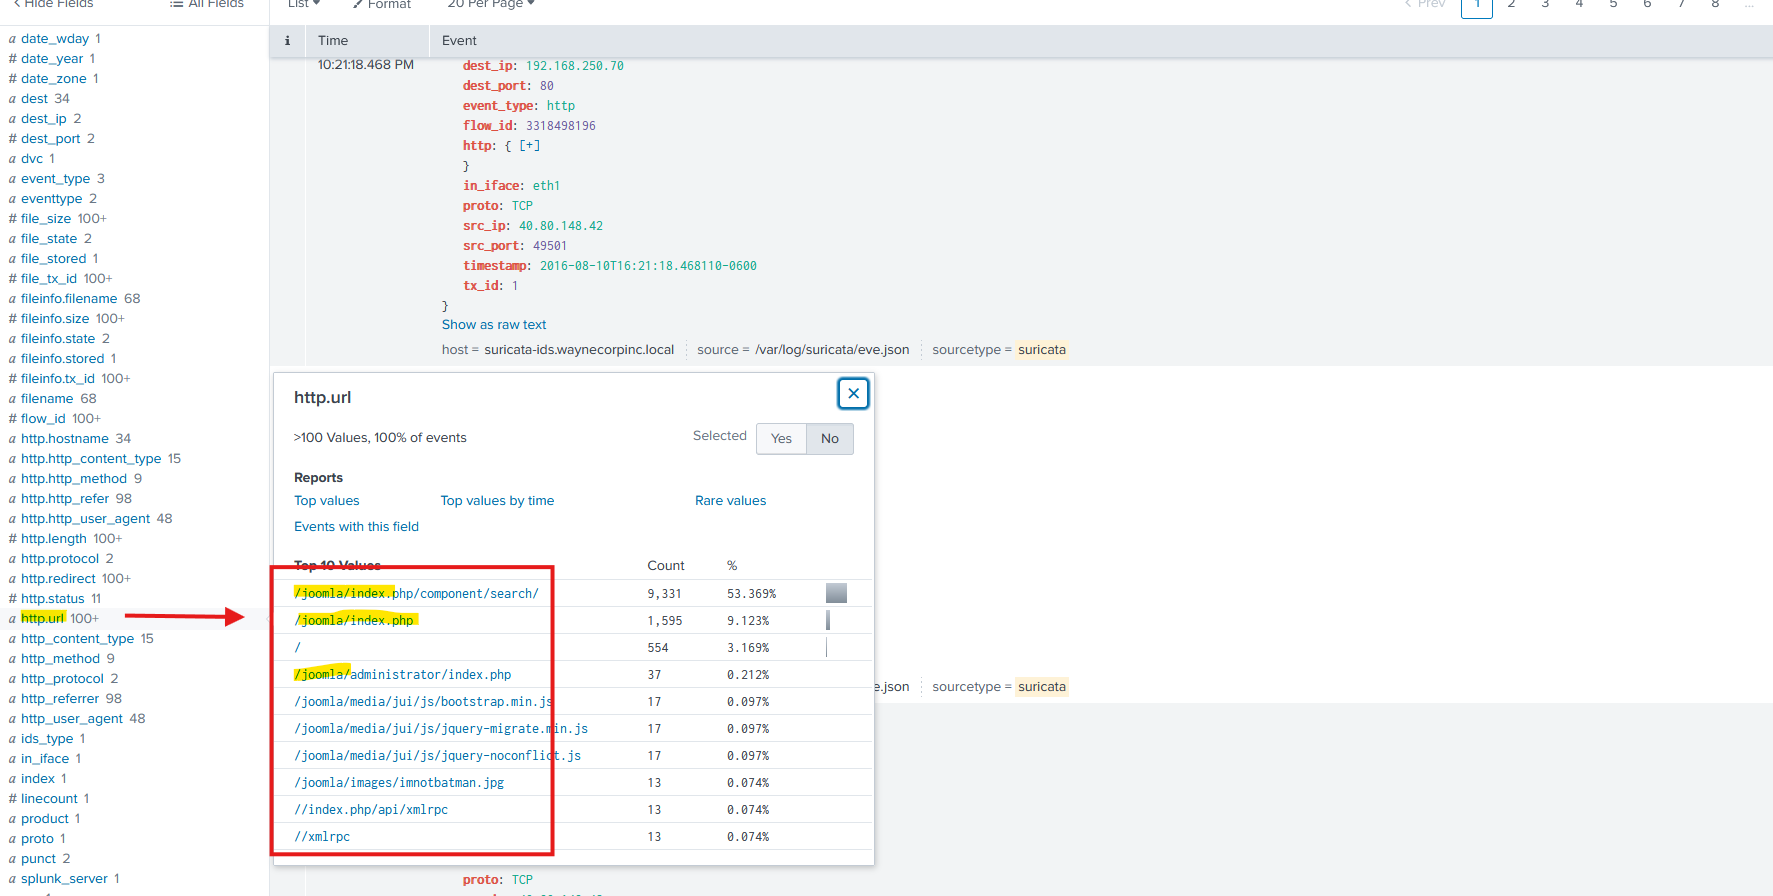 < Hide Fields
All Fields
List
Format
20 Per Page
< Prev
1
2
3
4
5
6
7
8
...
a date_wday 1
# date_year 1
# date_zone 1
a dest 34
a dest_ip 2
# dest_port 2
a dvc 1
a event_type 3
a eventtype 2
# file_size 100+
a file_state 2
a file_stored 1
# file_tx_id 100+
a fileinfo.filename 68
# fileinfo.size 100+
a fileinfo.state 2
a fileinfo.stored 1
# fileinfo.tx_id 100+
a filename 68
# flow_id 100+
a http.hostname 34
a http.http_content_type 15
a http.http_method 9
a http.http_refer 98
a http.http_user_agent 48
# http.length 100+
a http.protocol 2
a http.redirect 100+
# http.status 11
a http.url 100+
a http_content_type 15
a http_method 9
a http_protocol 2
a http_referrer 98
a http_user_agent 48
a ids_type 1
a in_iface 1
a index 1
# linecount 1
a product 1
a proto 1
a punct 2
a splunk_server 1
i
Time
Event
10:21:18.468 PM
dest_ip: 192.168.250.70
dest_port: 80
event_type: http
flow_id: 3318498196
http: { [+]
}
in_iface: eth1
proto: TCP
src_ip: 40.80.148.42
src_port: 49501
timestamp: 2016-08-10T16:21:18.468110-0600
tx_id: 1
}
Show as raw text
host = suricata-ids.waynecorpinc.local
source = /var/log/suricata/eve.json
sourcetype = suricata
http.url
>100 Values, 100% of events
Selected
Yes
No
Reports
Top values
Top values by time
Rare values
Events with this field
Top 10 Values
Count
%
/joomla/index.php/component/search/ 9,331 53.369%
/joomla/index.php 1,595 9.123%
/ 554 3.169%
/joomla/administrator/index.php 37 0.212%
/joomla/media/jui/js/bootstrap.min.js 17 0.097%
/joomla/media/jui/js/jquery-migrate.min.js 17 0.097%
/joomla/media/jui/js/jquery-noconflict.js 17 0.097%
/joomla/images/imnotbatman.jpg 13 0.074%
//index.php/api/xmlrpc 13 0.074%
//xmlrpc 13 0.074%
e.json
sourcetype = suricata
proto: TCP